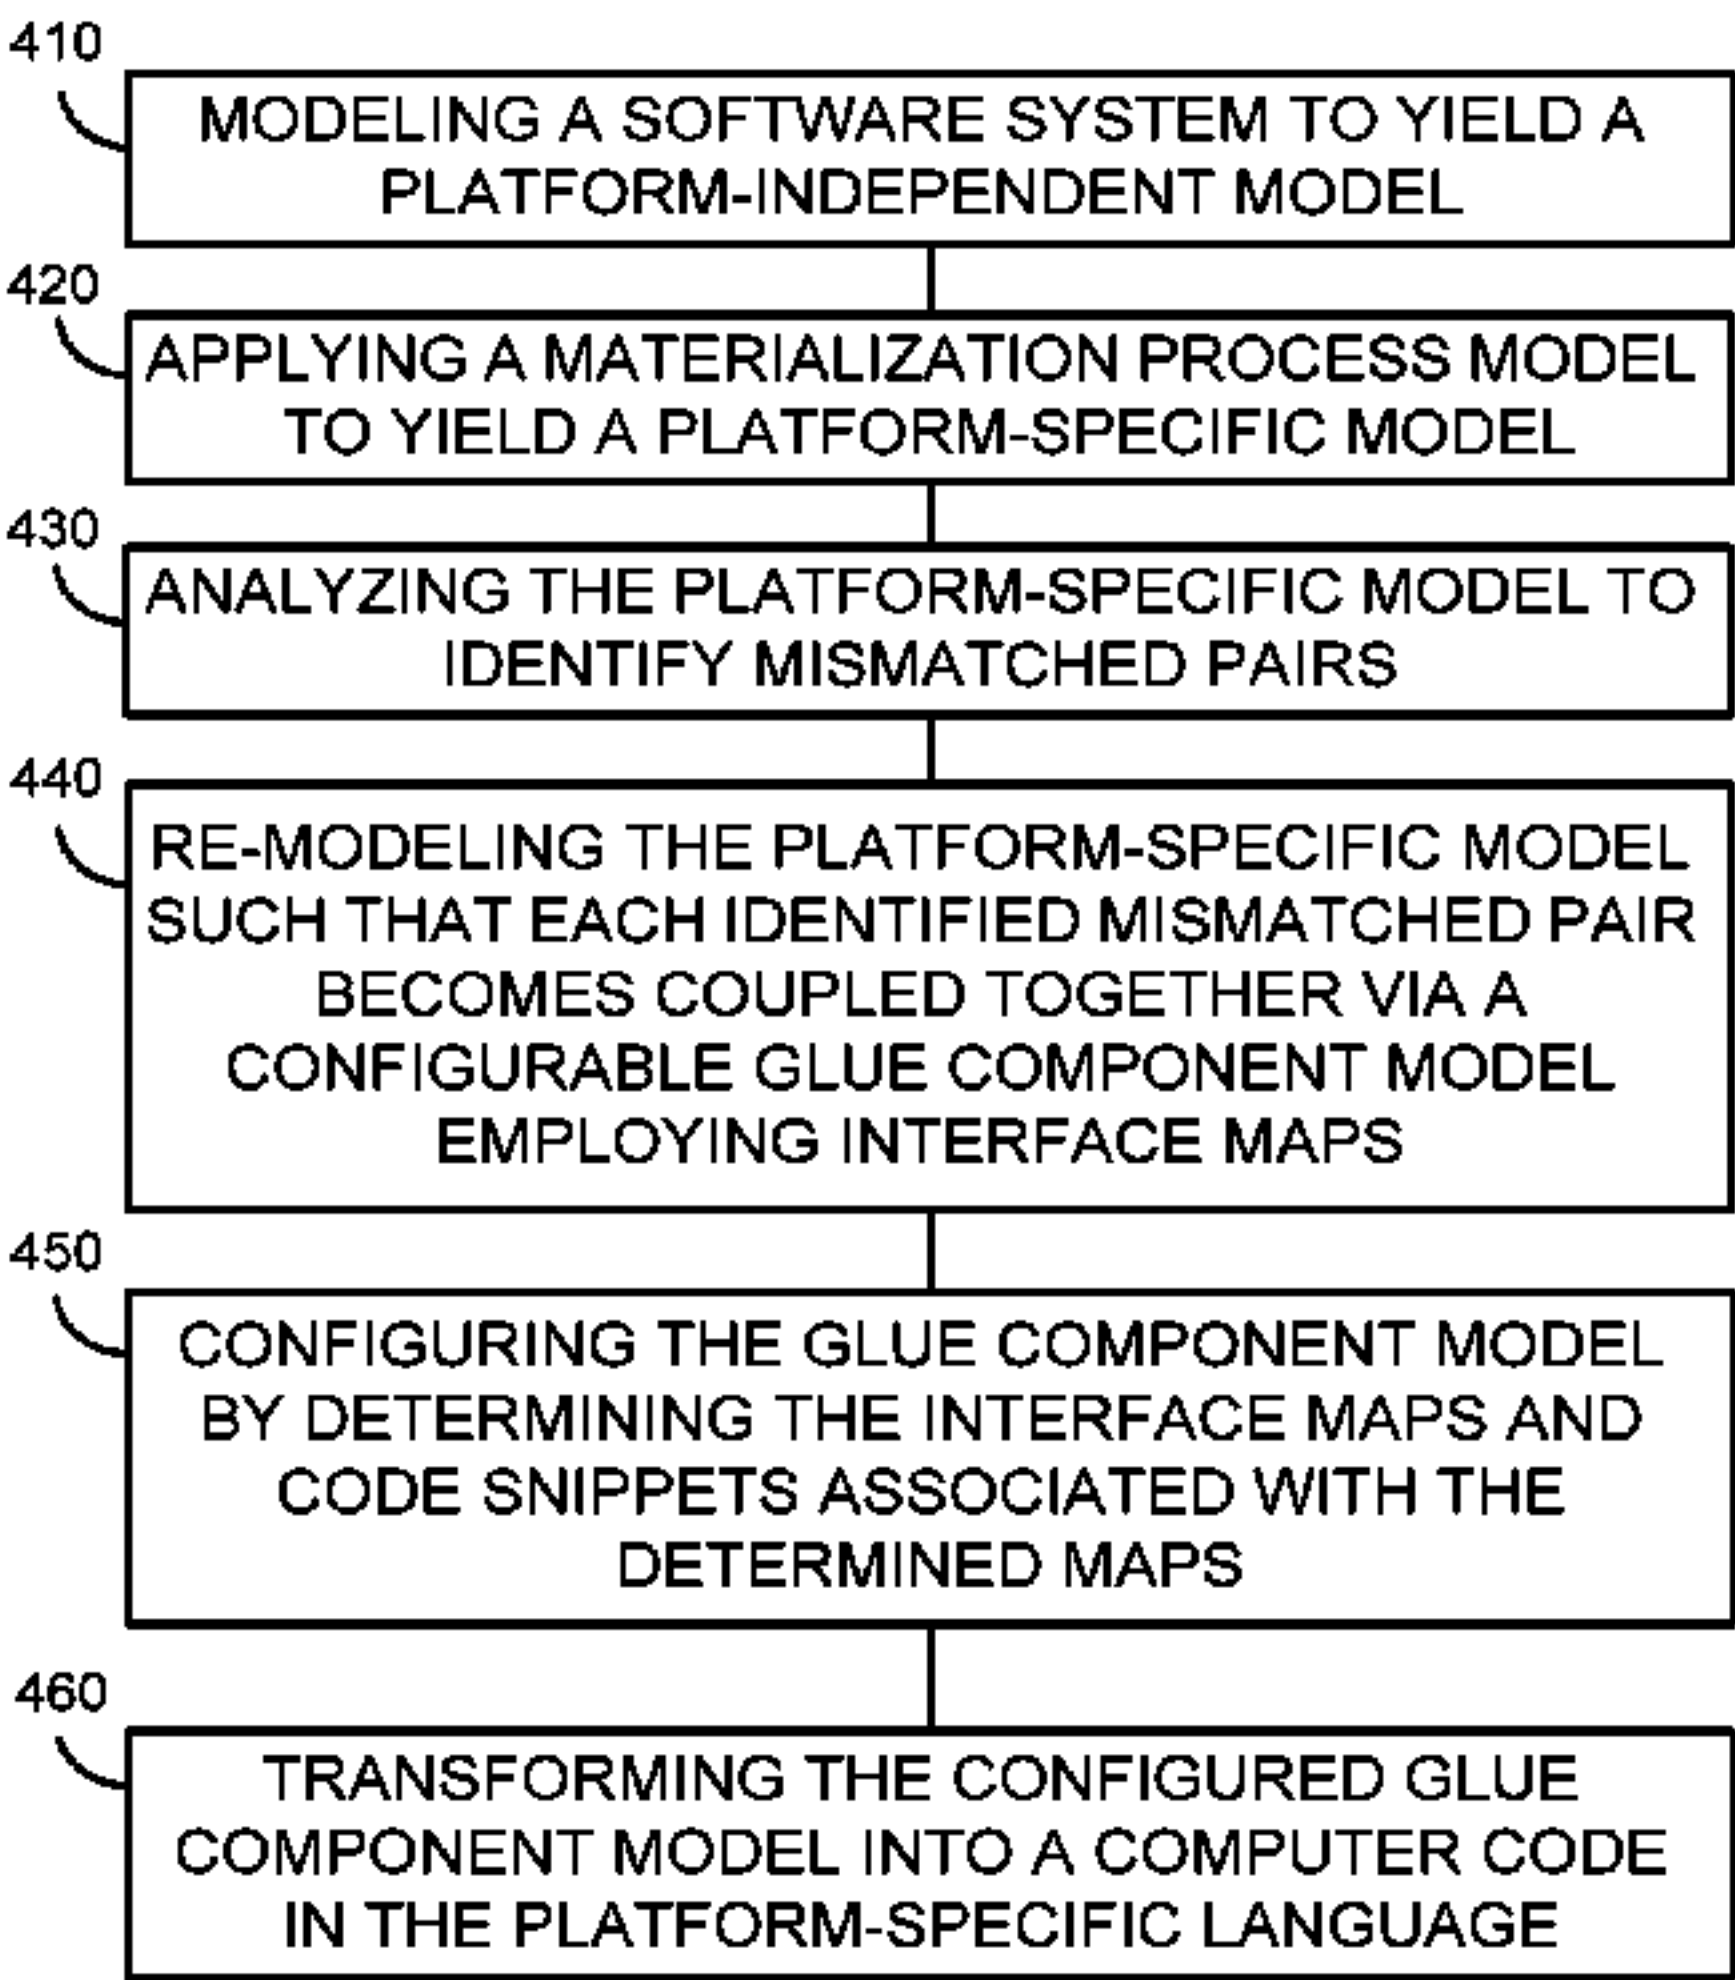 410
MODELING A SOFTWARE SYSTEM TO YIELD A
PLATFORM-INDEPENDENT MODEL
420
APPLYING A MATERIALIZATION PROCESS MODEL
TO YIELD A PLATFORM-SPECIFIC MODEL
430
ANALYZING THE PLATFORM-SPECIFIC MODEL TO
IDENTIFY MISMATCHED PAIRS
440
RE-MODELING THE PLATFORM-SPECIFIC MODEL
SUCH THAT EACH IDENTIFIED MISMATCHED PAIR
BECOMES COUPLED TOGETHER VIA A
CONFIGURABLE GLUE COMPONENT MODEL
EMPLOYING INTERFACE MAPS
450
CONFIGURING THE GLUE COMPONENT MODEL
BY DETERMINING THE INTERFACE MAPS AND
CODE SNIPPETS ASSOCIATED WITH THE
DETERMINED MAPS
460
TRANSFORMING THE CONFIGURED GLUE
COMPONENT MODEL INTO A COMPUTER CODE
IN THE PLATFORM-SPECIFIC LANGUAGE